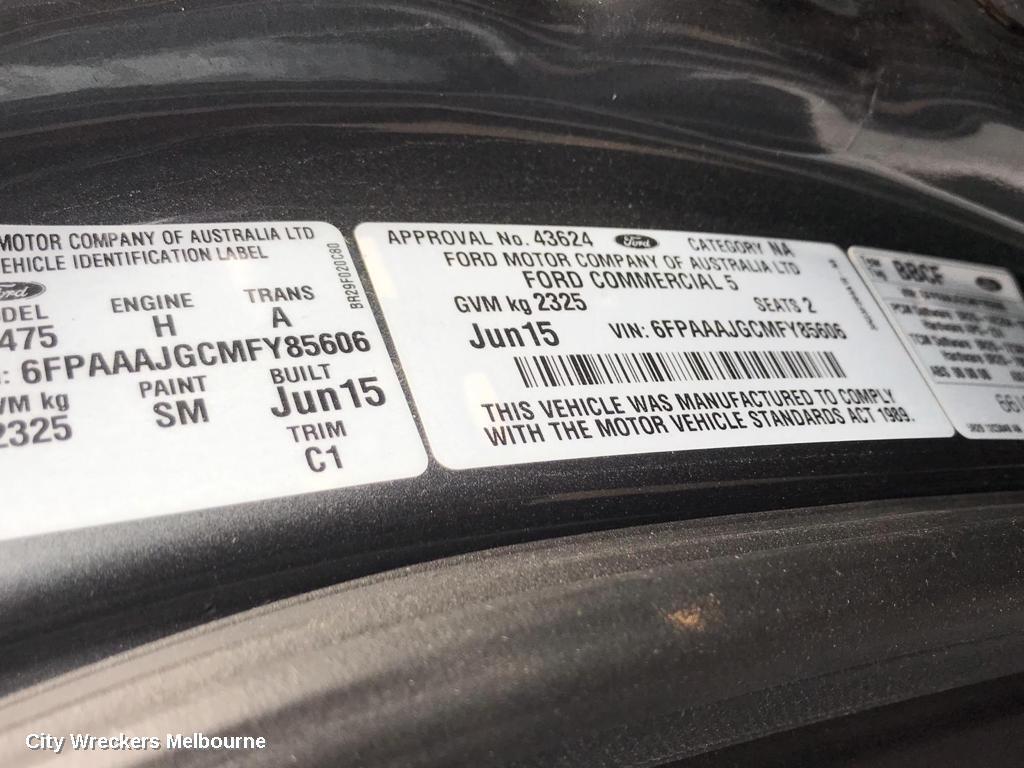 MOTOR COMPANY OF AUSTRALIA LTD
EHICLE IDENTIFICATION LABEL
Ford
DEL ENGINE TRANS
475 H A
: 6FPAAAJGCMFY85606
VM kg PAINT BUILT
2325 SM Jun15
TRIM
C1
BR29F020C80
APPROVAL No. 43624 Ford CATEGORY NA
FORD MOTOR COMPANY OF AUSTRALIA LTD
FORD COMMERCIAL 5
GVM kg 2325 SEATS 2
Jun15 VIN: 6FPAAAJGCMFY85606
THIS VEHICLE WAS MANUFACTURED TO COMPLY
WITH THE MOTOR VEHICLE STANDARDS ACT 1989.
BBCF
City Wreckers Melbourne